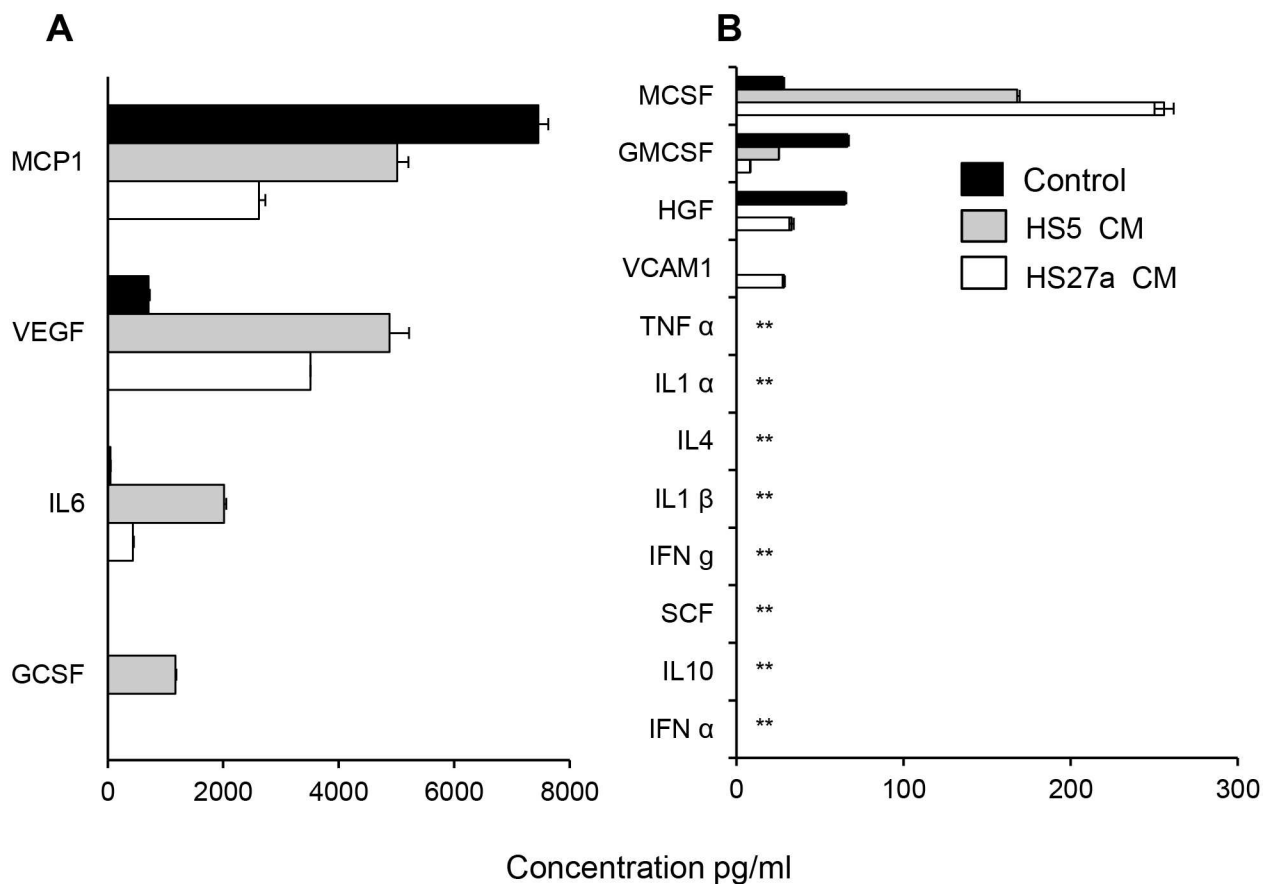 A
MCP1
VEGF
IL6
GCSF
0 2000 4000 6000 8000
B
MCSF
GMCSF
HGF
VCAM1
TNF α **
IL1 α **
IL4 **
IL1 β **
IFN g **
SCF **
IL10 **
IFN α **
0 100 200 300
Control
HS5 CM
HS27a CM
Concentration pg/ml